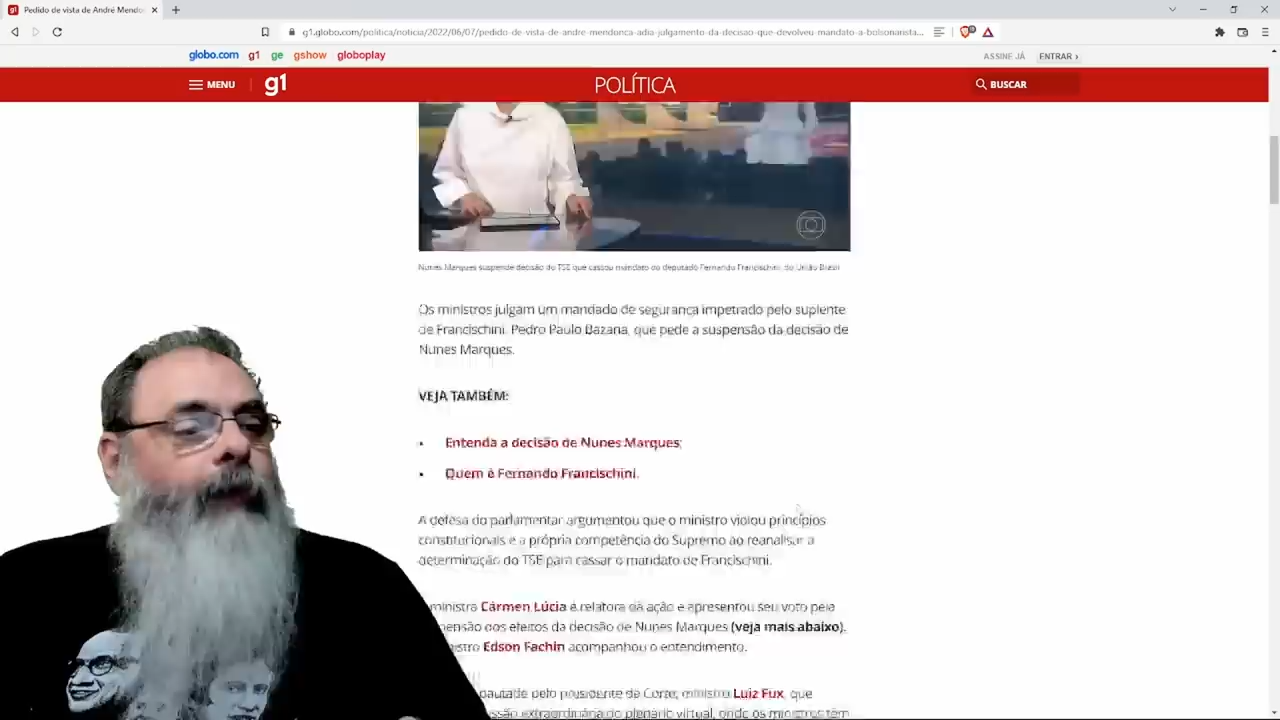 Pedido de vista de André Mendo
g1.globo.com/politica/noticia/2022/06/07/pedido-de-vista-de-andre-mendonca-adia-julgamento-da-decisao-que-devolveu-mandato-a-bolsonarista...
globo.com g1 ge gshow globoplay ASSINE JÁ ENTRAR ›
MENU g1 POLÍTICA BUSCAR
Nunes Marques suspende decisão do TSE que cassou mandato do deputado Fernando Francischini, do União Brasil
Os ministros julgam um mandado de segurança impetrado pelo suplente
de Francischini, Pedro Paulo Bazana, que pede a suspensão da decisão de
Nunes Marques.
VEJA TAMBÉM:
• Entenda a decisão de Nunes Marques;
• Quem é Fernando Francischini.
A defesa do parlamentar argumentou que o ministro violou princípios
constitucionais e a própria competência do Supremo ao reanalisar a
determinação do TSE para cassar o mandato de Francischini.
ministra Cármen Lúcia é relatora da ação e apresentou seu voto pela
pensão dos efeitos da decisão de Nunes Marques (veja mais abaixo).
istro Edson Fachin acompanhou o entendimento.
pautado pelo presidente da Corte, ministro Luiz Fux, que
ssão extraordinária do plenário virtual, onde os ministros têm